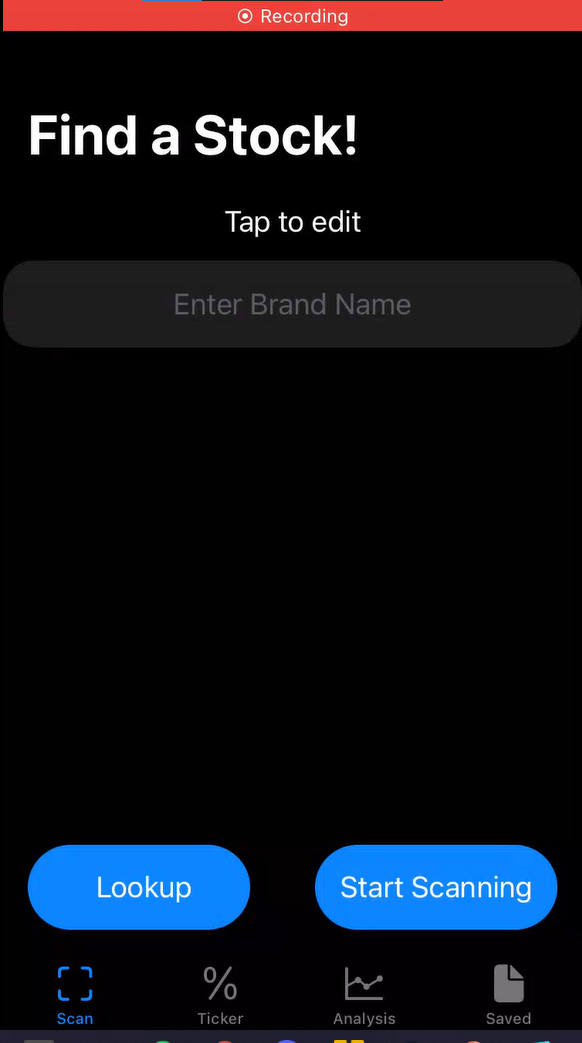 Recording
Find a Stock!
Tap to edit
Enter Brand Name
Lookup
Start Scanning
Scan
Ticker
Analysis
Saved